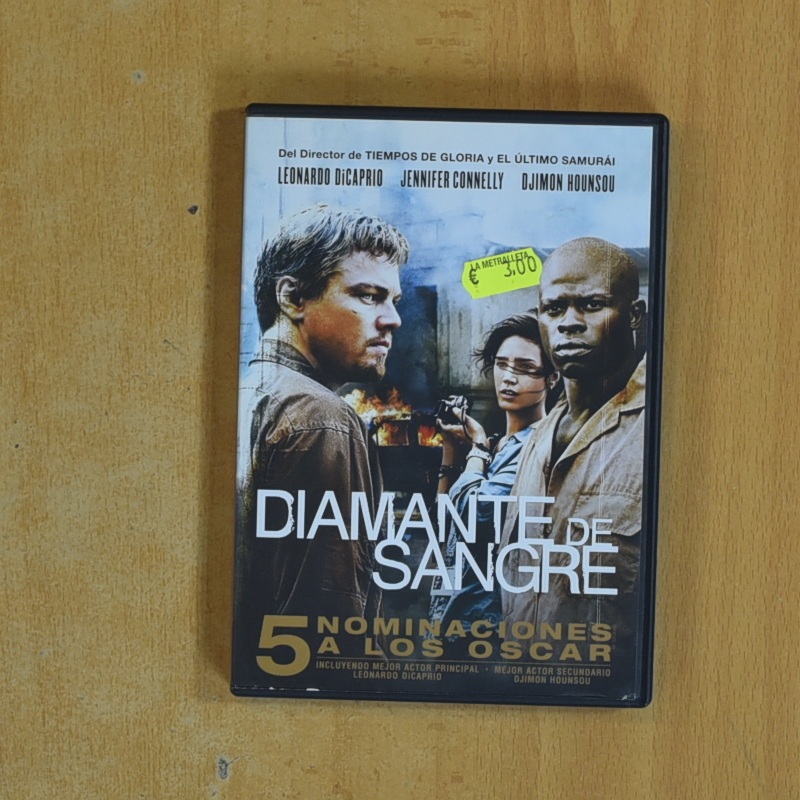 Del Director de TIEMPOS DE GLORIA y EL ÚLTIMO SAMURÁI
LEONARDO DiCAPRIO JENNIFER CONNELLY DJIMON HOUNSOU
LA METRALLETA
€ 3,00
DIAMANTE DE
SANGRE
5 NOMINACIONES
A LOS OSCAR
INCLUYENDO MEJOR ACTOR PRINCIPAL · MEJOR ACTOR SECUNDARIO
LEONARDO DiCAPRIO DJIMON HOUNSOU